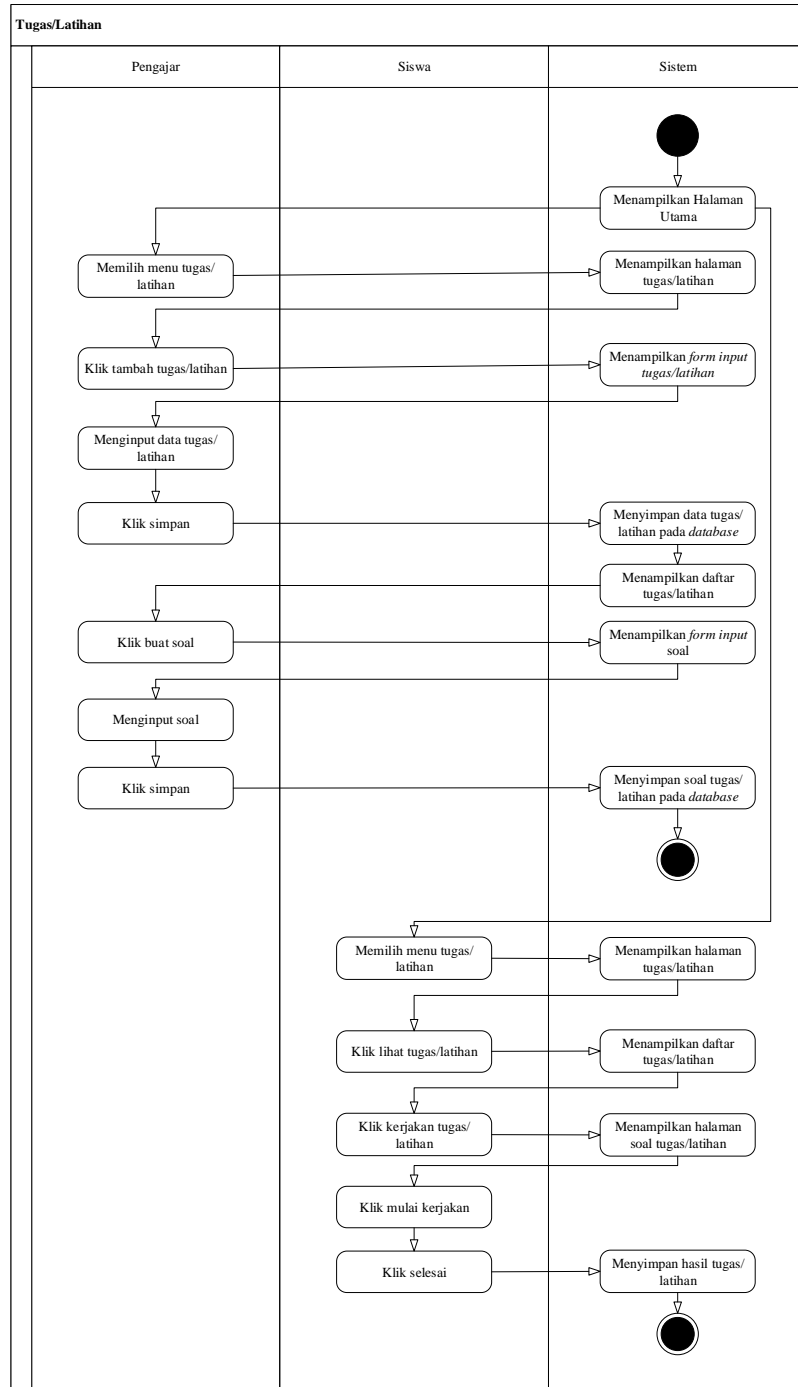 Tugas/Latihan
Pengajar
Siswa
Sistem
Menampilkan Halaman
Utama
Memilih menu tugas/
latihan
Menampilkan halaman
tugas/latihan
Klik tambah tugas/latihan
Menampilkan form input
tugas/latihan
Menginput data tugas/
latihan
Klik simpan
Menyimpan data tugas/
latihan pada database
Menampilkan daftar
tugas/latihan
Klik buat soal
Menampilkan form input
soal
Menginput soal
Klik simpan
Menyimpan soal tugas/
latihan pada database
Memilih menu tugas/
latihan
Menampilkan halaman
tugas/latihan
Klik lihat tugas/latihan
Menampilkan daftar
tugas/latihan
Klik kerjakan tugas/
latihan
Menampilkan halaman
soal tugas/latihan
Klik mulai kerjakan
Klik selesai
Menyimpan hasil tugas/
latihan